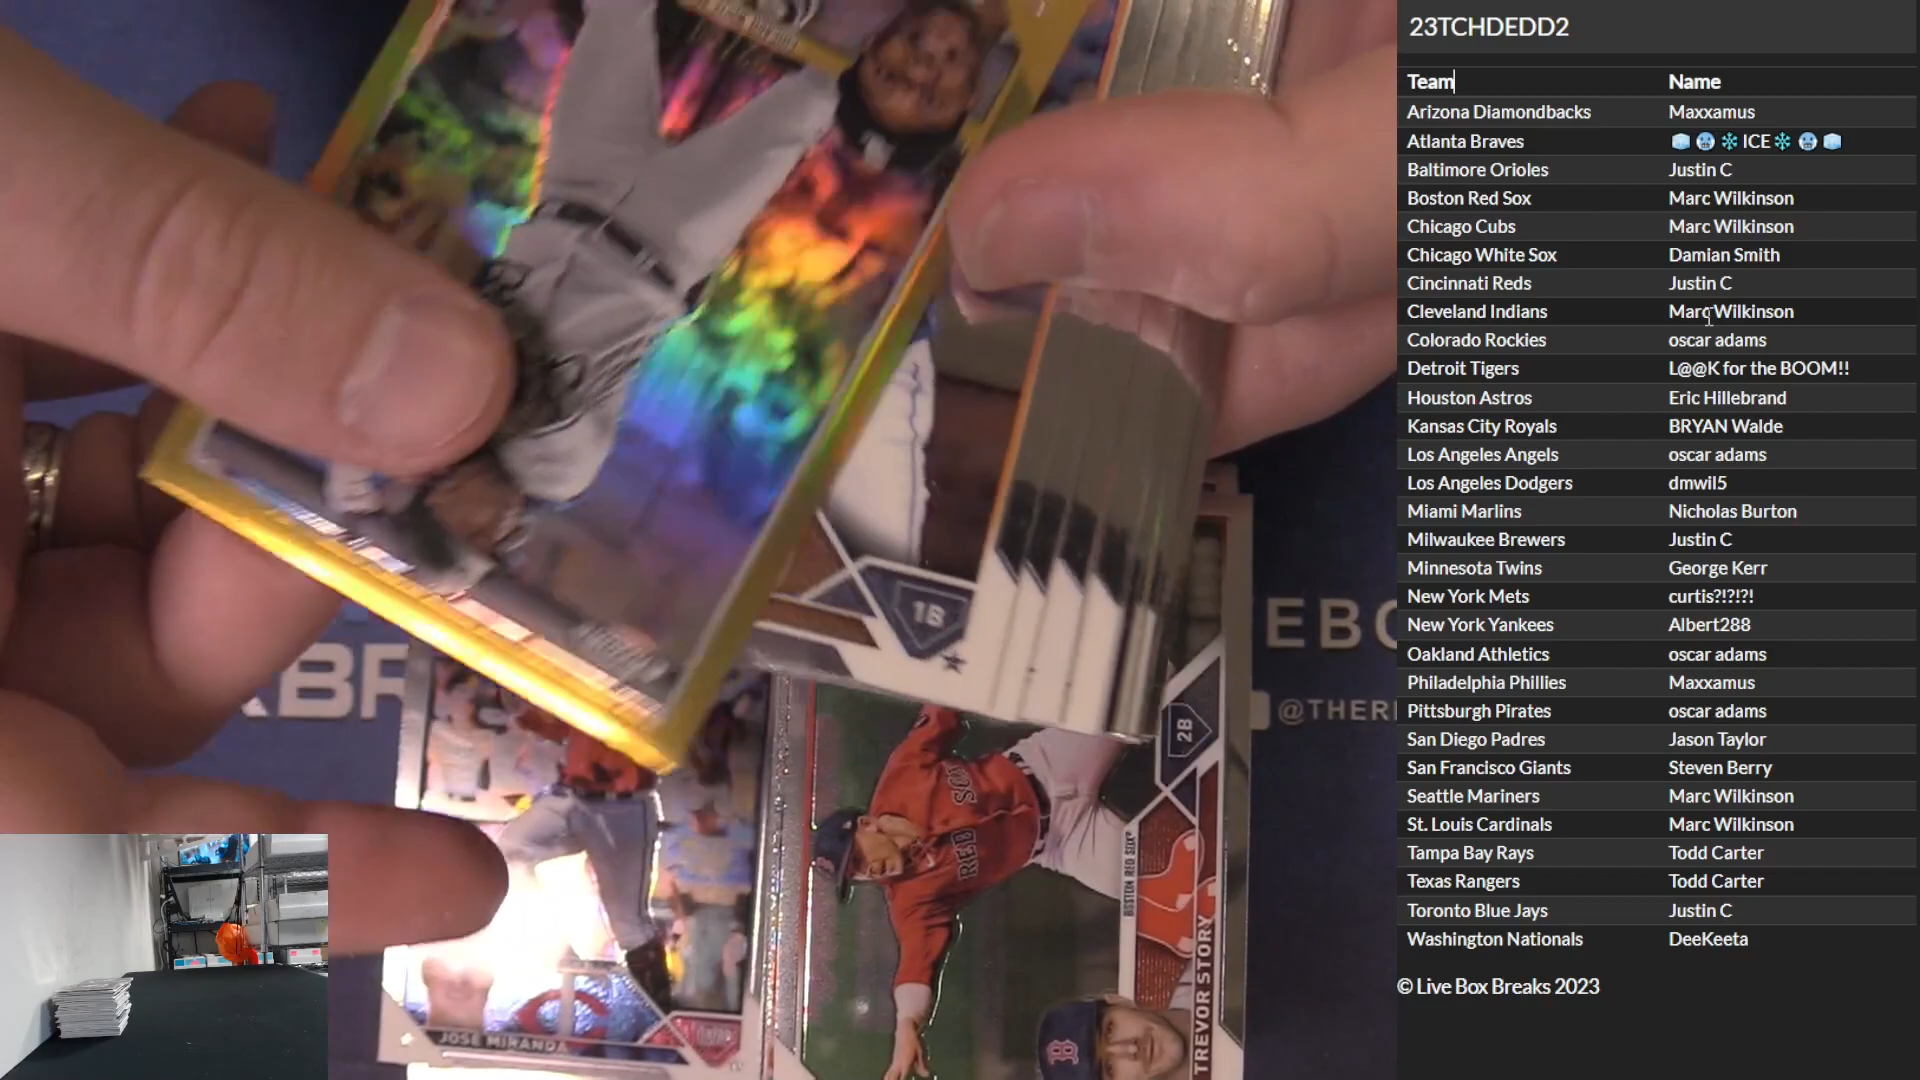 23TCHDEDD2
Team Name
Arizona Diamondbacks Maxxamus
Atlanta Braves 🧊🥶❄ICE❄🥶🧊
Baltimore Orioles Justin C
Boston Red Sox Marc Wilkinson
Chicago Cubs Marc Wilkinson
Chicago White Sox Damian Smith
Cincinnati Reds Justin C
Cleveland Indians Marc Wilkinson
Colorado Rockies oscar adams
Detroit Tigers L@@K for the BOOM!!
Houston Astros Eric Hillebrand
Kansas City Royals BRYAN Walde
Los Angeles Angels oscar adams
Los Angeles Dodgers dmwil5
Miami Marlins Nicholas Burton
Milwaukee Brewers Justin C
Minnesota Twins George Kerr
New York Mets curtis?!?!?!
New York Yankees Albert288
Oakland Athletics oscar adams
Philadelphia Phillies Maxxamus
Pittsburgh Pirates oscar adams
San Diego Padres Jason Taylor
San Francisco Giants Steven Berry
Seattle Mariners Marc Wilkinson
St. Louis Cardinals Marc Wilkinson
Tampa Bay Rays Todd Carter
Texas Rangers Todd Carter
Toronto Blue Jays Justin C
Washington Nationals DeeKeeta
© Live Box Breaks 2023
1B
2B
EBO
@THERE
RED SOX
BOSTON RED SOX
TREVOR STORY
B
JOSE MIRANDA